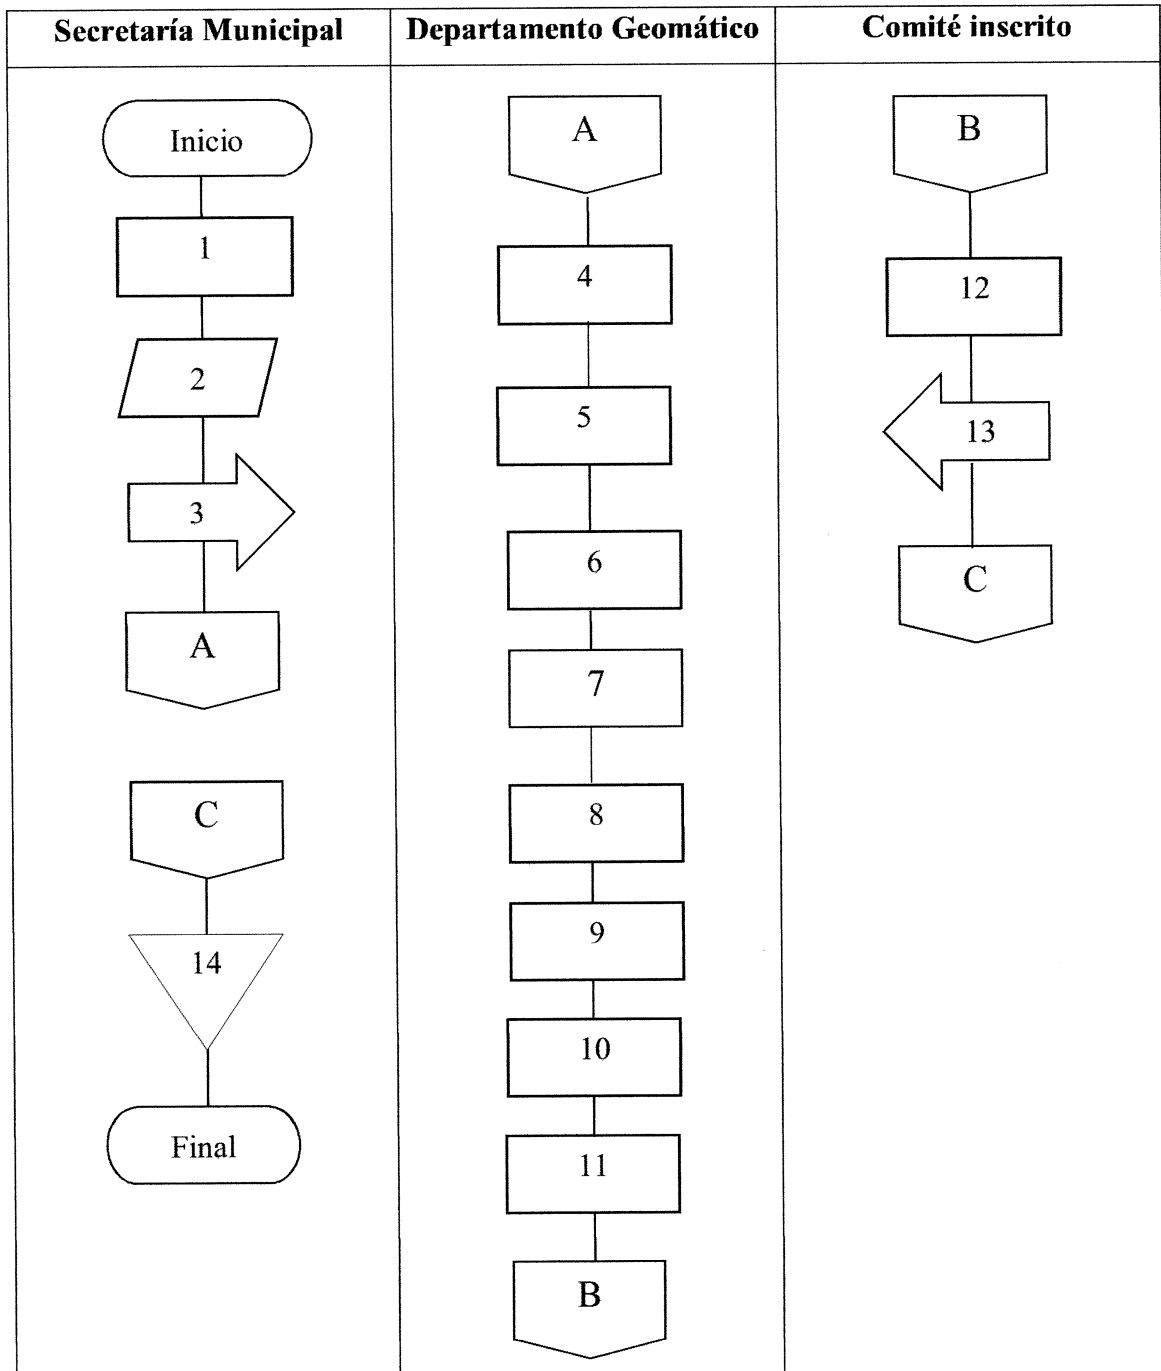 Secretaría Municipal
Departamento Geomático
Comité inscrito
Inicio
1
2
3
A
C
14
Final
A
4
5
6
7
8
9
10
11
B
B
12
13
C